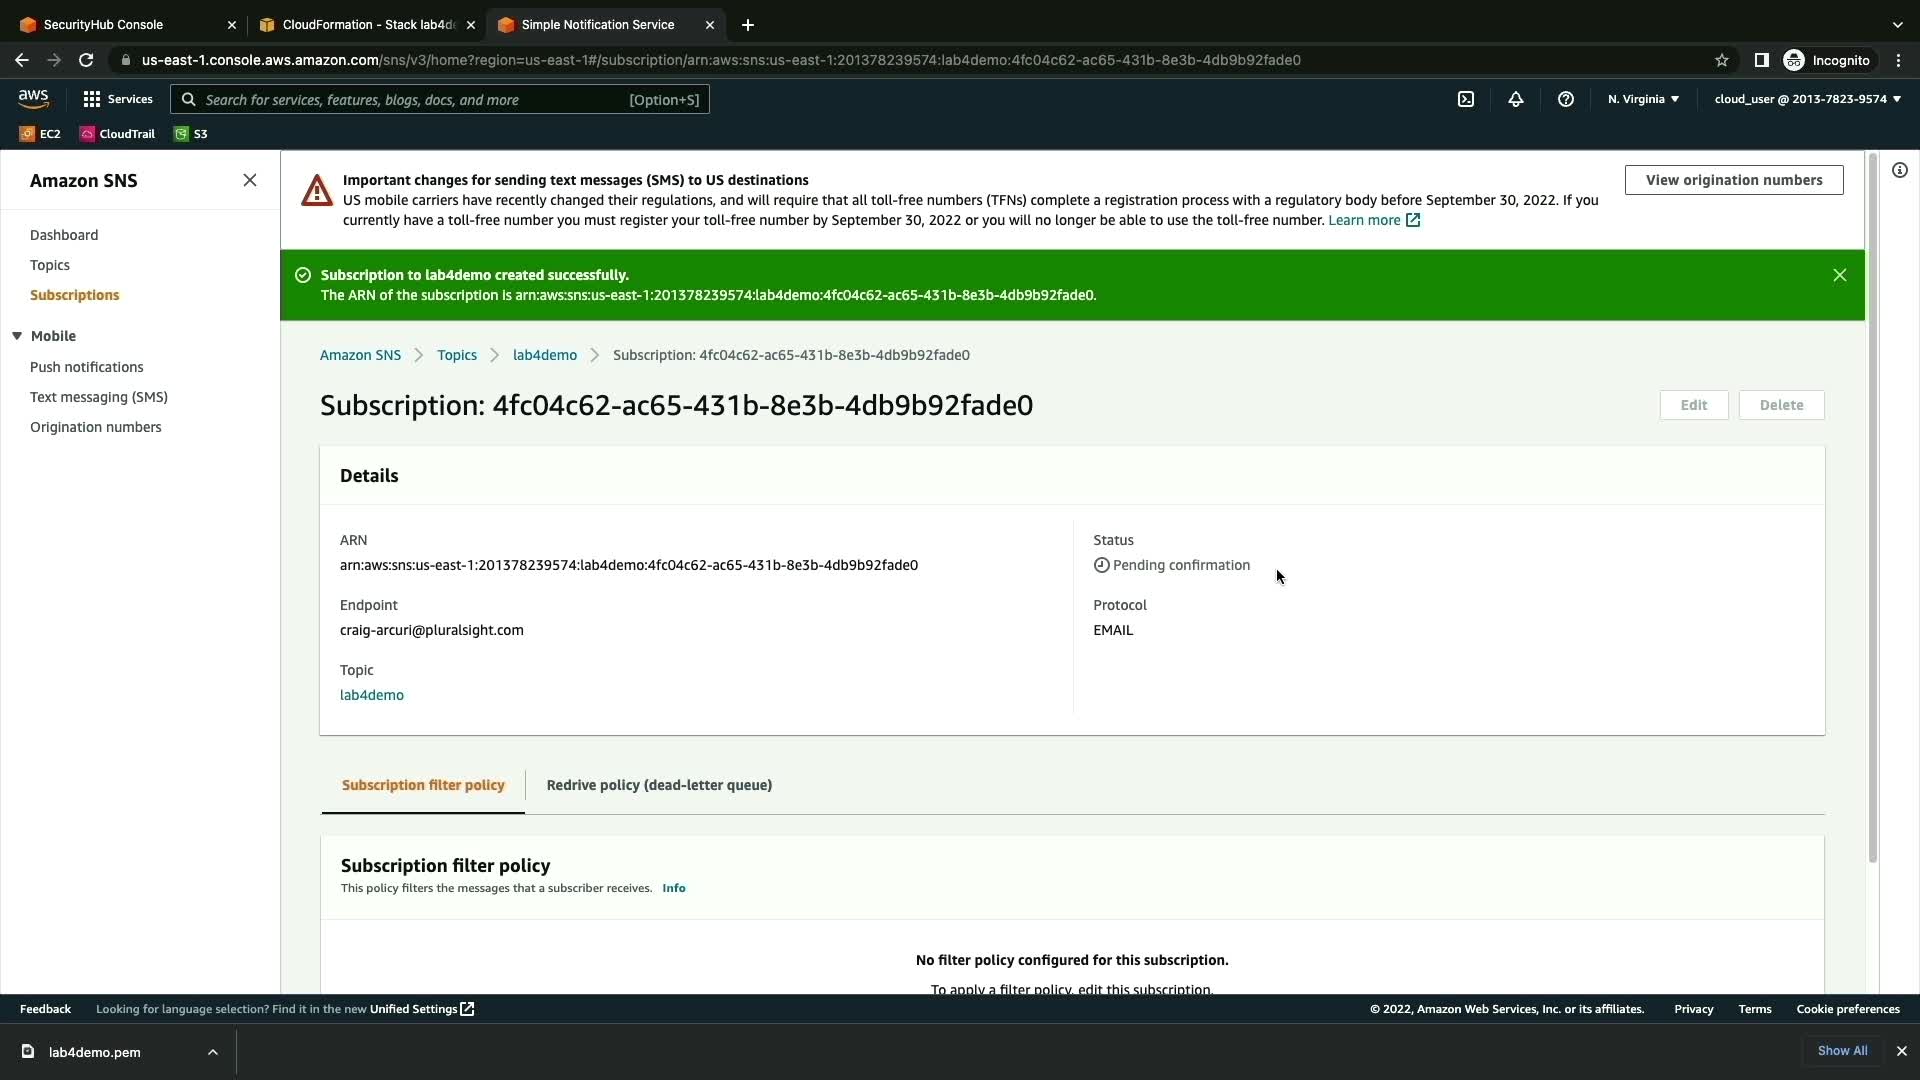 SecurityHub Console
CloudFormation - Stack lab4de
Simple Notification Service
us-east-1.console.aws.amazon.com/sns/v3/home?region=us-east-1#/subscription/arn:aws:sns:us-east-1:201378239574:lab4demo:4fc04c62-ac65-431b-8e3b-4db9b92fade0
Incognito
aws
Services
Search for services, features, blogs, docs, and more
[Option+S]
N. Virginia
cloud_user @ 2013-7823-9574
EC2
CloudTrail
S3
Amazon SNS
Dashboard
Topics
Subscriptions
Mobile
Push notifications
Text messaging (SMS)
Origination numbers
Important changes for sending text messages (SMS) to US destinations
US mobile carriers have recently changed their regulations, and will require that all toll-free numbers (TFNs) complete a registration process with a regulatory body before September 30, 2022. If you
currently have a toll-free number you must register your toll-free number by September 30, 2022 or you will no longer be able to use the toll-free number. Learn more
View origination numbers
Subscription to lab4demo created successfully.
The ARN of the subscription is arn:aws:sns:us-east-1:201378239574:lab4demo:4fc04c62-ac65-431b-8e3b-4db9b92fade0.
Amazon SNS
Topics
lab4demo
Subscription: 4fc04c62-ac65-431b-8e3b-4db9b92fade0
Subscription: 4fc04c62-ac65-431b-8e3b-4db9b92fade0
Edit
Delete
Details
ARN
arn:aws:sns:us-east-1:201378239574:lab4demo:4fc04c62-ac65-431b-8e3b-4db9b92fade0
Endpoint
craig-arcuri@pluralsight.com
Topic
lab4demo
Status
Pending confirmation
Protocol
EMAIL
Subscription filter policy
Redrive policy (dead-letter queue)
Subscription filter policy
This policy filters the messages that a subscriber receives. Info
No filter policy configured for this subscription.
To apply a filter policy, edit this subscription.
Feedback
Looking for language selection? Find it in the new Unified Settings
© 2022, Amazon Web Services, Inc. or its affiliates.
Privacy
Terms
Cookie preferences
lab4demo.pem
Show All